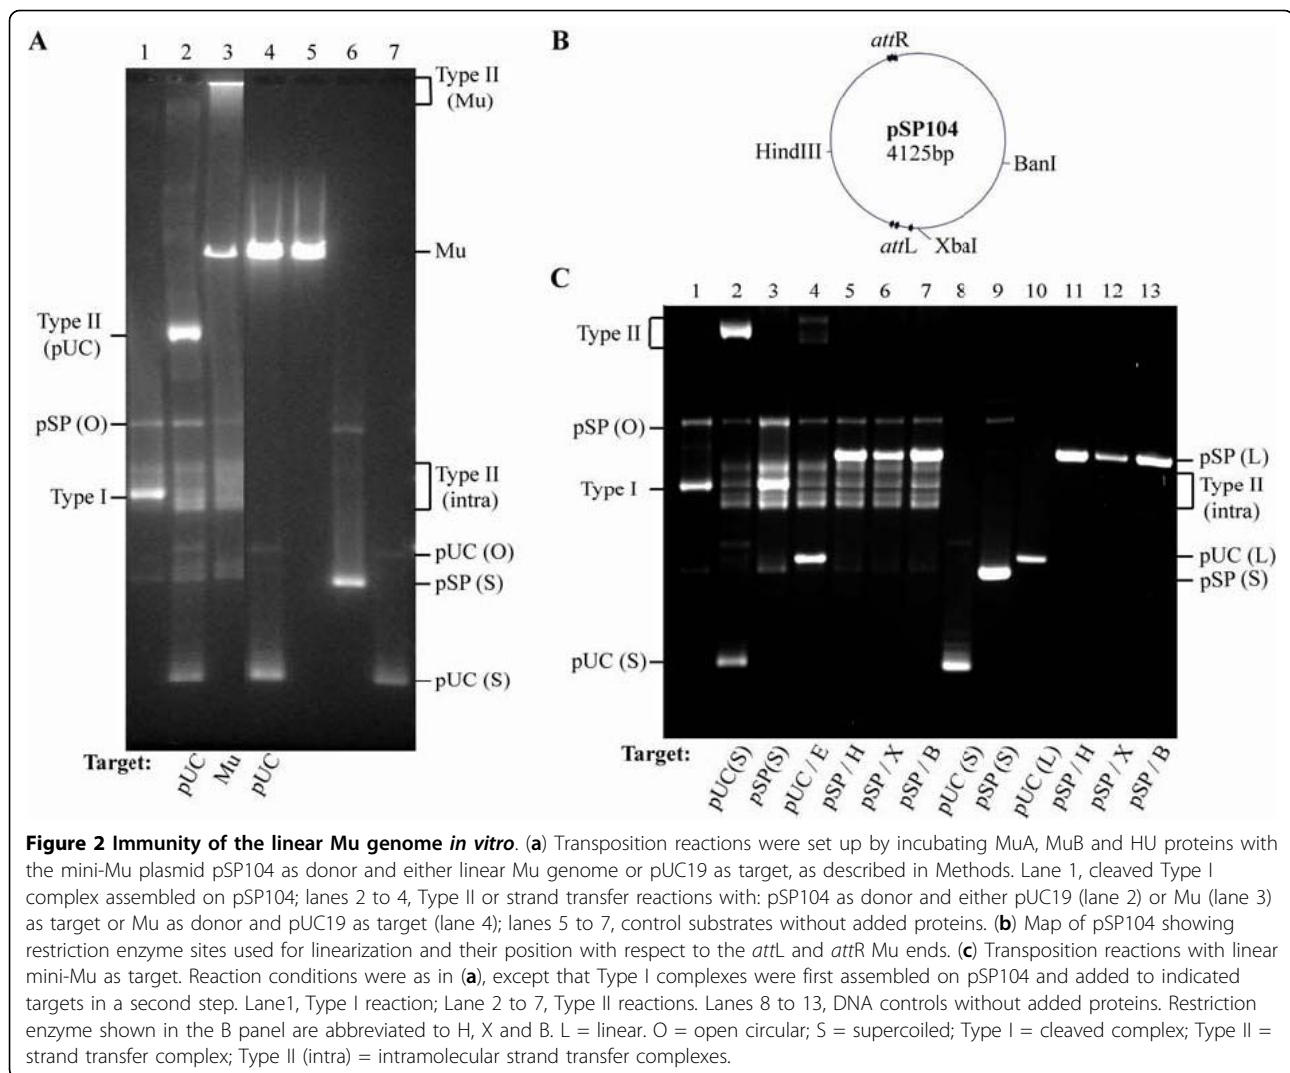 A
1 2 3 4 5 6 7
Type II
(Mu)
Mu
Type II
(pUC)
pSP (O)
Type I
Type II
(intra)
pUC (O)
pSP (S)
pUC (S)
Target:
pUC
Mu
pUC
B
attR
pSP104
4125bp
HindIII
BanI
attL
XbaI
C
1 2 3 4 5 6 7 8 9 10 11 12 13
Type II
pSP (O)
Type I
pUC (S)
pSP (L)
Type II
(intra)
pUC (L)
pSP (S)
Target:
pUC(S)
pSP(S)
pUC / E
pSP / H
pSP / X
pSP / B
pUC (S)
pSP (S)
pUC (L)
pSP / H
pSP / X
pSP / B
Figure 2 Immunity of the linear Mu genome in vitro. (a) Transposition reactions were set up by incubating MuA, MuB and HU proteins with
the mini-Mu plasmid pSP104 as donor and either linear Mu genome or pUC19 as target, as described in Methods. Lane 1, cleaved Type I
complex assembled on pSP104; lanes 2 to 4, Type II or strand transfer reactions with: pSP104 as donor and either pUC19 (lane 2) or Mu (lane 3)
as target or Mu as donor and pUC19 as target (lane 4); lanes 5 to 7, control substrates without added proteins. (b) Map of pSP104 showing
restriction enzyme sites used for linearization and their position with respect to the attL and attR Mu ends. (c) Transposition reactions with linear
mini-Mu as target. Reaction conditions were as in (a), except that Type I complexes were first assembled on pSP104 and added to indicated
targets in a second step. Lane1, Type I reaction; Lane 2 to 7, Type II reactions. Lanes 8 to 13, DNA controls without added proteins. Restriction
enzyme shown in the B panel are abbreviated to H, X and B. L = linear. O = open circular; S = supercoiled; Type I = cleaved complex; Type II =
strand transfer complex; Type II (intra) = intramolecular strand transfer complexes.